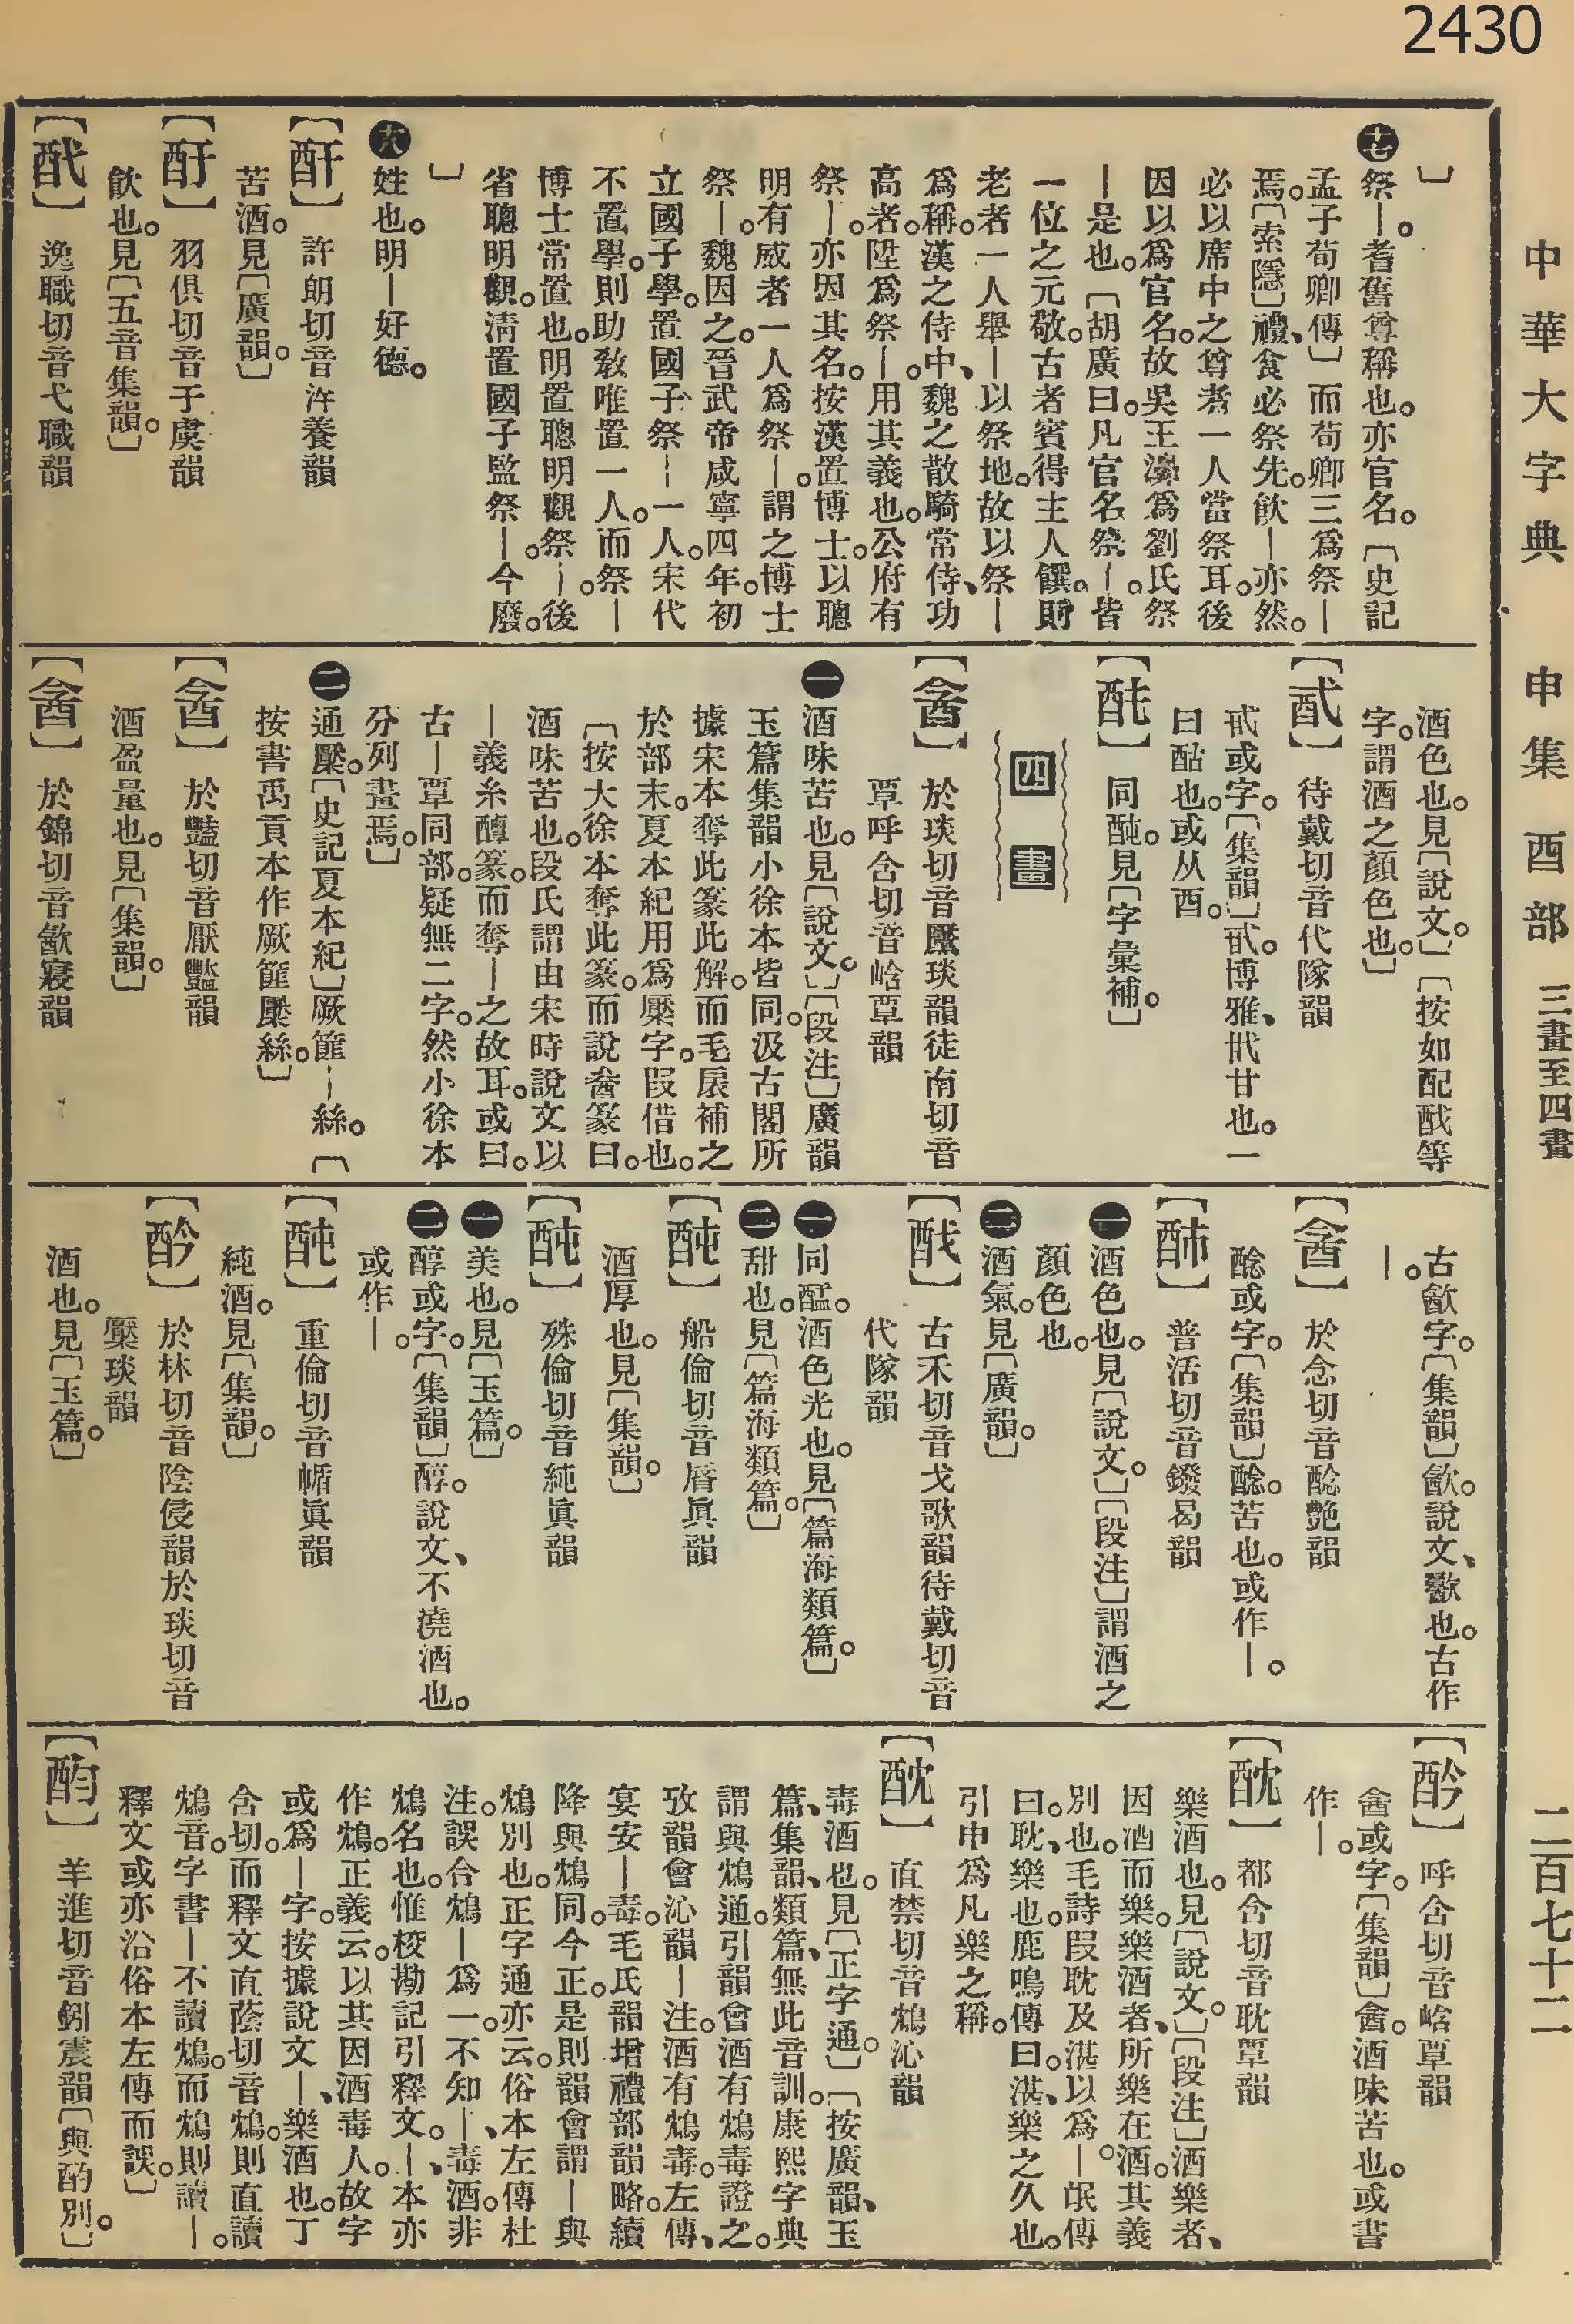 2430
中華大字典　申集　酉部　三畫至四畫　二百七十二
〕
十七 祭—。耆舊尊稱也。亦官名。〔史記
孟子荀卿傳〕而荀卿三爲祭—
焉。〔索隱〕禮、食必祭先。飮—亦然。
必以席中之尊者一人當祭耳。後
因以爲官名。故吳王濞爲劉氏祭
—是也。〔胡廣曰。凡官名祭—。皆
一位之元敬。古者賓得主人饌。則
老者一人舉—以祭地。故以祭—
爲稱。漢之侍中、魏之散騎常侍、功
高者。陞爲祭—。用其義也。公府有
祭—。亦因其名。按漢置博士。以聰
明有威者一人爲祭—。謂之博士
祭—。魏因之。晉武帝咸寧四年。初
立國子學。置國子祭—一人。宋代
不置學。則助敎唯置一人。而祭—
博士常置也。明置聰明觀祭—。後
省聰明觀。淸置國子監祭—。今廢。
〕
十八 姓也。明—好德。
【酐】　許朗切音汻養韻
苦酒。見〔廣韻。〕
【酑】　羽俱切音于虞韻
飮也。見〔五音集韻。〕
【酜】　逸職切音弋職韻
酒色也。見〔說文。〕〔按如配酨等
字。謂酒之顏色也。〕
【酨】　待戴切音代隊韻
甙或字。〔集韻〕甙。博雅、甙甘也。一
曰酟也。或从酉。
【酕】　同酕。見〔字彙補。〕
四畫
【酓】　於琰切音黶琰韻徒南切音
覃呼含切音峆覃韻
一 酒味苦也。見〔說文。〕〔段注〕廣韻
玉篇集韻小徐本皆同。汲古閣所
據宋本奪此篆此解。而毛扆補之
於部末。夏本紀用爲檿字。叚借也。
〔按大徐本奪此篆。而說酓篆曰。
酒味苦也。段氏謂由宋時說文以
—義系醰篆。而奪—之故耳。或曰。
古—覃同部。疑無二字。然小徐本
分列畫焉。〕
二 通檿。〔史記夏本紀〕厥篚—絲。〔
按書禹貢本作厥篚檿絲。〕
【酓】　於豔切音厭豔韻
酒盈量也。見〔集韻。〕
【酓】　於錦切音㱃寑韻
古㱃字。〔集韻〕㱃。說文、歠也。古作
—。
【酓】　於念切音酓豔韻
醶或字。〔集韻〕醶。苦也。或作—。
【𨠓】　普活切音鏺曷韻
一 酒色也。見〔說文。〕〔段注〕謂酒之
顏色也。
二 酒氣。見〔廣韻。〕
【𨠏】　古禾切音戈歌韻待戴切音
代隊韻
一 同醓。酒色光也。見〔篇海類篇。〕
二 甜也。見〔篇海類篇。〕
【酏】　船倫切音脣眞韻
酒厚也。見〔集韻。〕
【酏】　殊倫切音純眞韻
一 美也。見〔玉篇。〕
二 醇或字。〔集韻〕醇。說文、不澆酒也。
或作—。
【酏】　重倫切音㡒眞韻
純酒。見〔集韻。〕
【䣼】　於林切音陰侵韻於琰切音
檿琰韻
酒也。見〔玉篇。〕
【䣼】　呼含切音峆覃韻
酓或字。〔集韻〕酓。酒味苦也。或書
作—。
【酖】　都含切音耽覃韻
樂酒也。見〔說文。〕〔段注〕酒樂者、
因酒而樂。樂酒者、所樂在酒。其義
別也。毛詩叚耽及湛以爲—。氓傳
曰。耽、樂也。鹿鳴傳曰。湛、樂之久也。
引申爲凡樂之稱。
【酖】　直禁切音鴆沁韻
毒酒也。見〔正字通。〕〔按廣韻、玉
篇、集韻、類篇、無此音訓。康熙字典
謂與鴆通。引韻會酒有鴆毒證之。
攷韻會沁韻—注。酒有鴆毒。左傳、
宴安—毒。毛氏韻增禮部韻略。續
降與鴆同。今正。是則韻會謂—與
鴆別也。正字通亦云。俗本左傳杜
注。誤合鴆—爲一。不知—、毒酒。非
鴆名也。惟校勘記引釋文。—、本亦
作鴆。正義云。以其因酒毒人。故字
或爲—字。按據說文—、樂酒也。丁
含切。而釋文直蔭切音鴆。則直讀
鴆音。字書—不讀鴆。而鴆則讀—。
釋文或亦沿俗本左傳而誤。〕
【酳】　羊進切音鈏震韻〔與酌別。〕